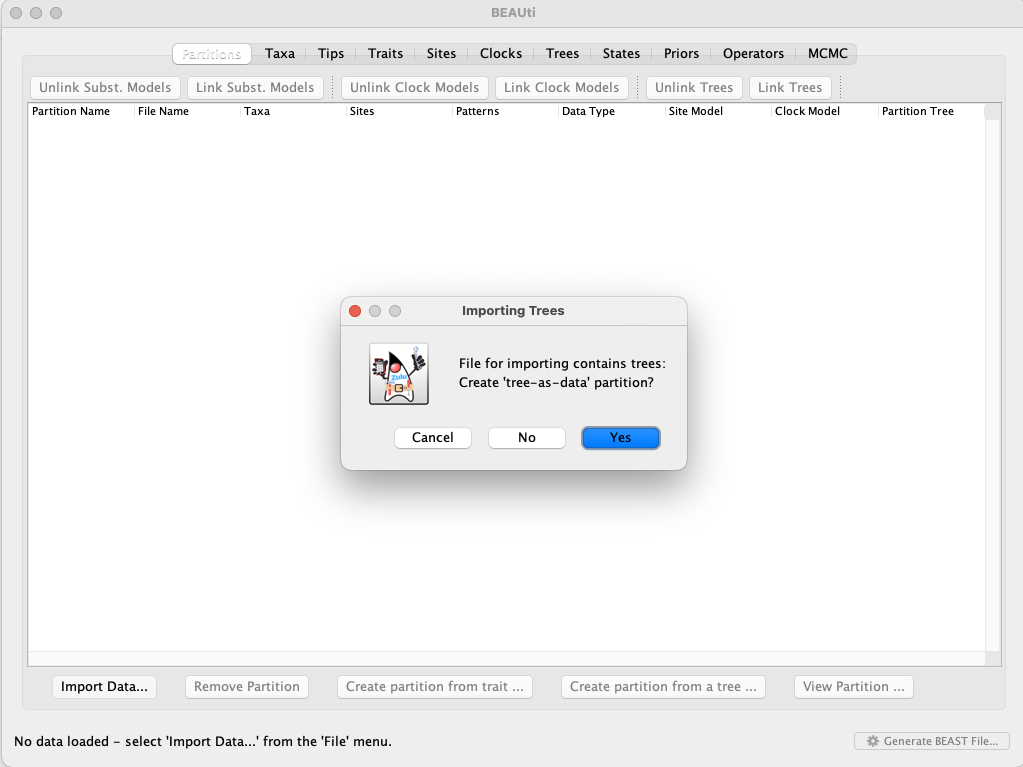 BEAUti
Partitions Taxa Tips Traits Sites Clocks Trees States Priors Operators MCMC
Unlink Subst. Models Link Subst. Models Unlink Clock Models Link Clock Models Unlink Trees Link Trees
Partition Name File Name Taxa Sites Patterns Data Type Site Model Clock Model Partition Tree
Importing Trees
Zulu
File for importing contains trees:
Create 'tree-as-data' partition?
Cancel No Yes
Import Data... Remove Partition Create partition from trait ... Create partition from a tree ... View Partition ...
No data loaded – select 'Import Data...' from the 'File' menu.
Generate BEAST File...